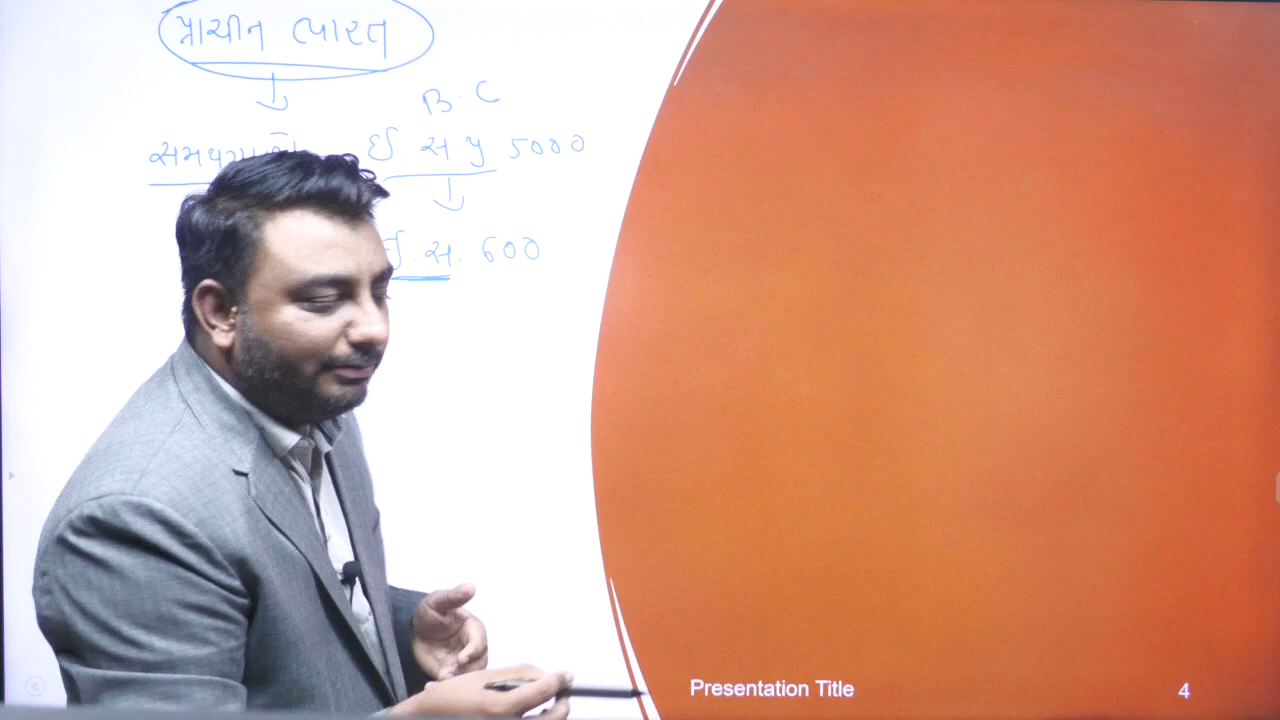 પ્રાચીન ભારત
B.C
ઈ.સ.પુ. 5000
ઈ.સ. 600
Presentation Title
4